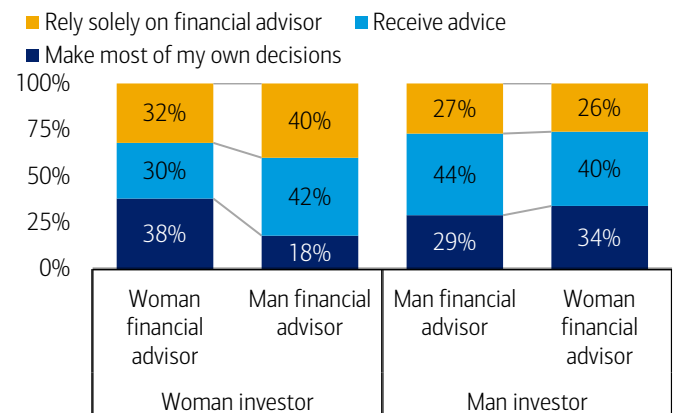 Rely solely on financial advisor Receive advice
Make most of my own decisions
100%
75%
50%
25%
0%
32% 40% 27% 26%
30% 42% 44% 40%
38% 18% 29% 34%
Woman financial advisor
Man financial advisor
Man financial advisor
Woman financial advisor
Woman investor Man investor